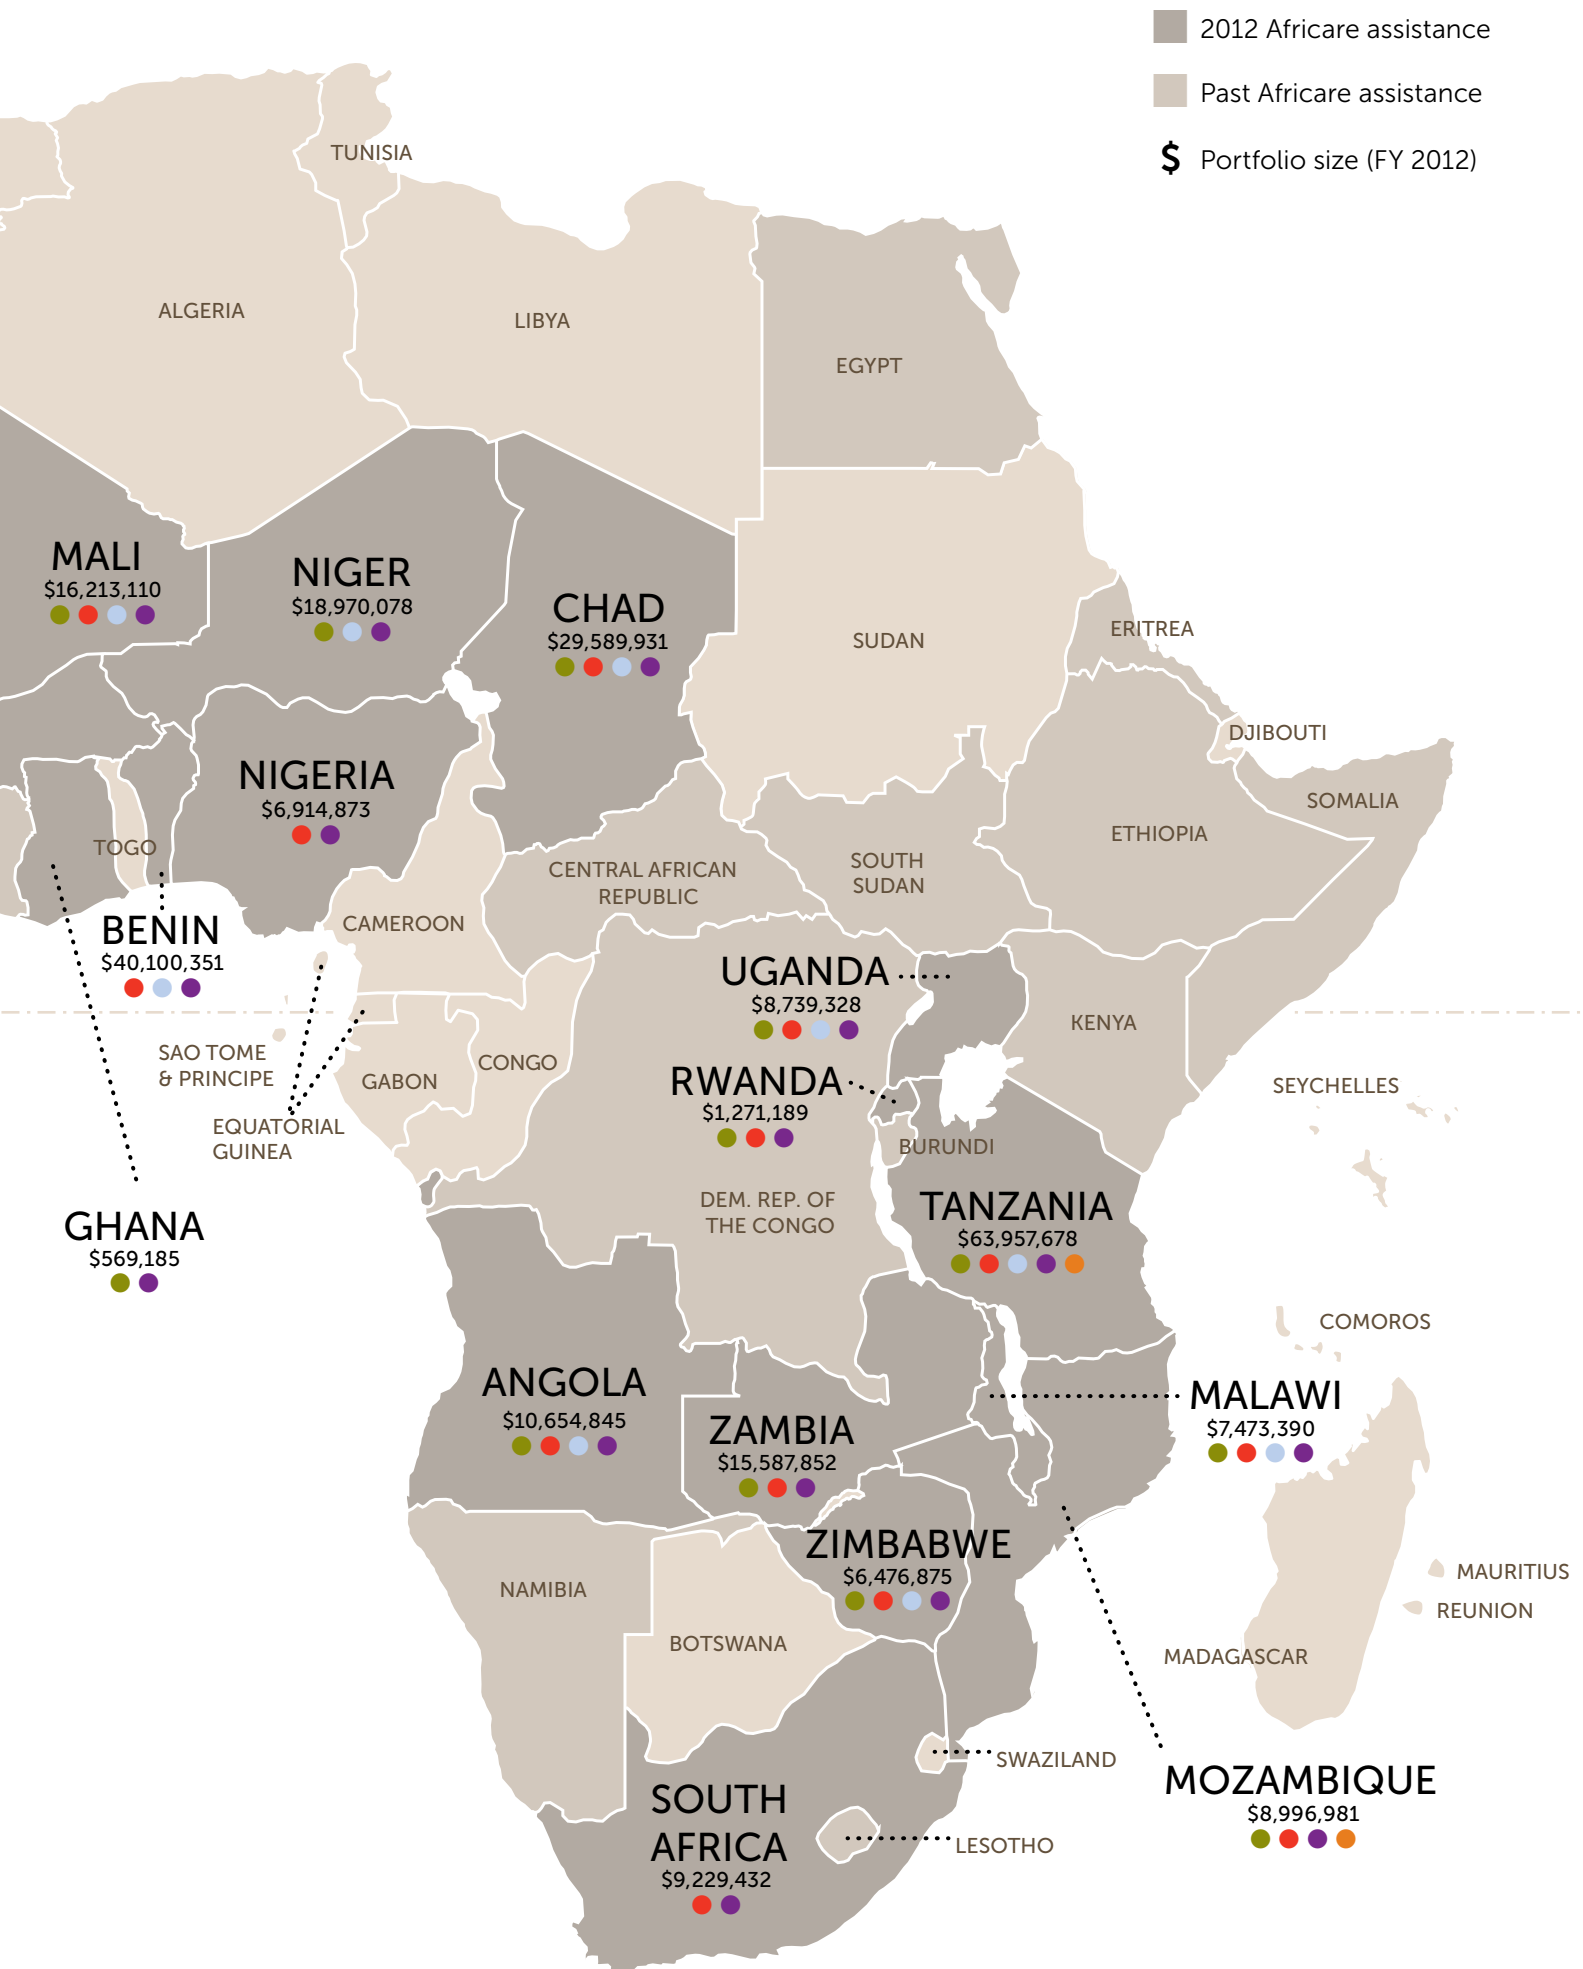 2012 Africare assistance
Past Africare assistance
$ Portfolio size (FY 2012)
TUNISIA
ALGERIA
LIBYA
EGYPT
MALI
$16,213,110
NIGER
$18,970,078
CHAD
$29,589,931
SUDAN
ERITREA
DJIBOUTI
NIGERIA
$6,914,873
SOMALIA
ETHIOPIA
TOGO
CENTRAL AFRICAN
REPUBLIC
SOUTH
SUDAN
BENIN
$40,100,351
CAMEROON
UGANDA
$8,739,328
KENYA
SAO TOME
& PRINCIPE
GABON
CONGO
RWANDA
$1,271,189
SEYCHELLES
EQUATORIAL
GUINEA
BURUNDI
DEM. REP. OF
THE CONGO
TANZANIA
$63,957,678
GHANA
$569,185
COMOROS
ANGOLA
$10,654,845
MALAWI
$7,473,390
ZAMBIA
$15,587,852
ZIMBABWE
$6,476,875
NAMIBIA
MAURITIUS
REUNION
BOTSWANA
MADAGASCAR
SWAZILAND
MOZAMBIQUE
$8,996,981
SOUTH
AFRICA
$9,229,432
LESOTHO